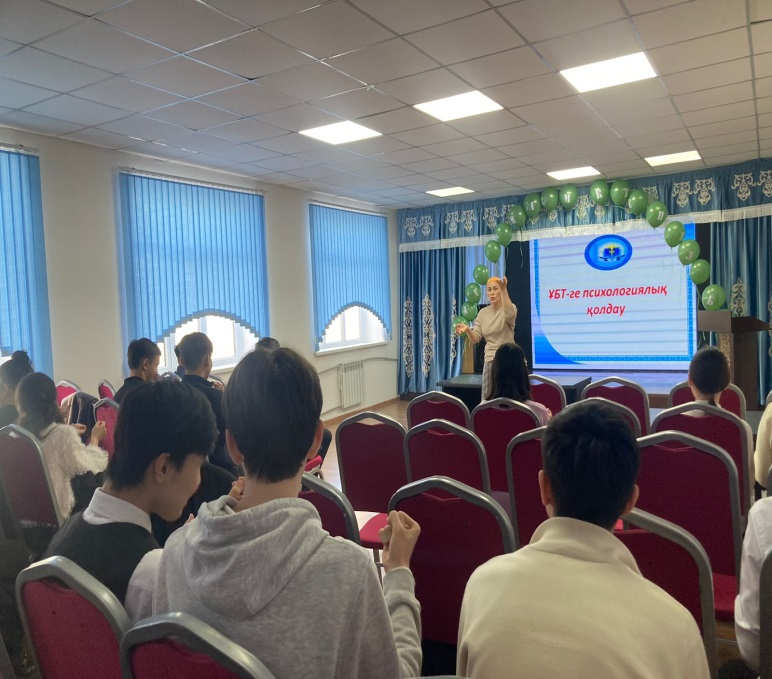 ҰБТ-ге психологиялық
қолдау